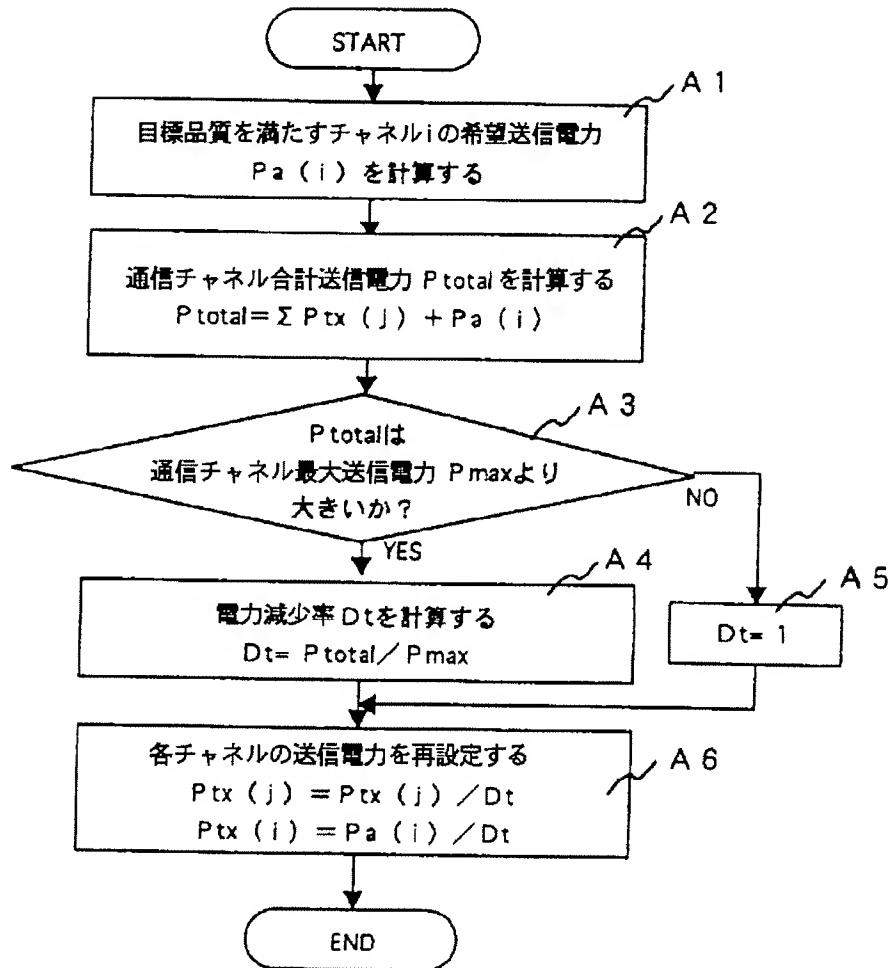 START
A1
目標品質を満たすチャネルiの希望送信電力
Pa(i)を計算する
A2
通信チャネル合計送信電力Ptotalを計算する
Ptotal=Σ Ptx(j)+Pa(i)
A3
Ptotalは
通信チャネル最大送信電力 Pmaxより
大きいか?
NO
YES
A4
電力減少率Dtを計算する
Dt= Ptotal/Pmax
A5
Dt= 1
A6
各チャネルの送信電力を再設定する
Ptx(j)=Ptx(j)/Dt
Ptx(i)=Pa(i)/Dt
END